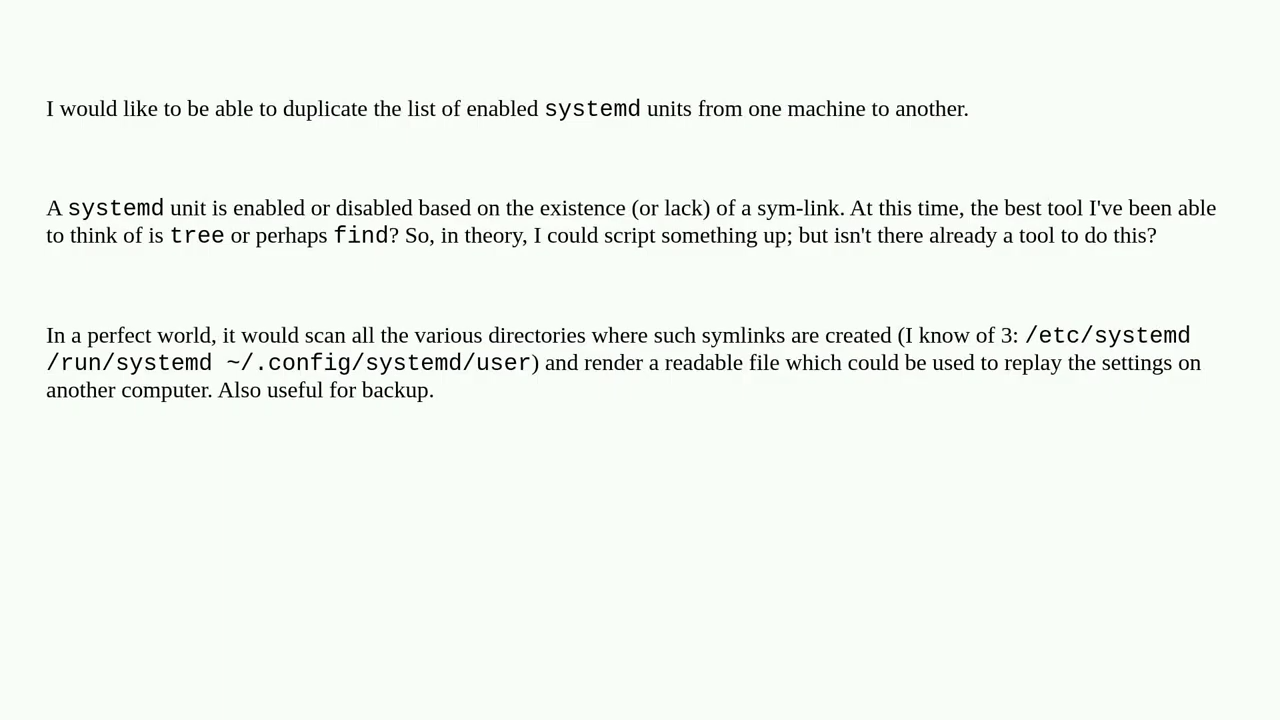 I would like to be able to duplicate the list of enabled systemd units from one machine to another.
A systemd unit is enabled or disabled based on the existence (or lack) of a sym-link. At this time, the best tool I've been able
to think of is tree or perhaps find? So, in theory, I could script something up; but isn't there already a tool to do this?
In a perfect world, it would scan all the various directories where such symlinks are created (I know of 3: /etc/systemd
/run/systemd ~/.config/systemd/user) and render a readable file which could be used to replay the settings on
another computer. Also useful for backup.